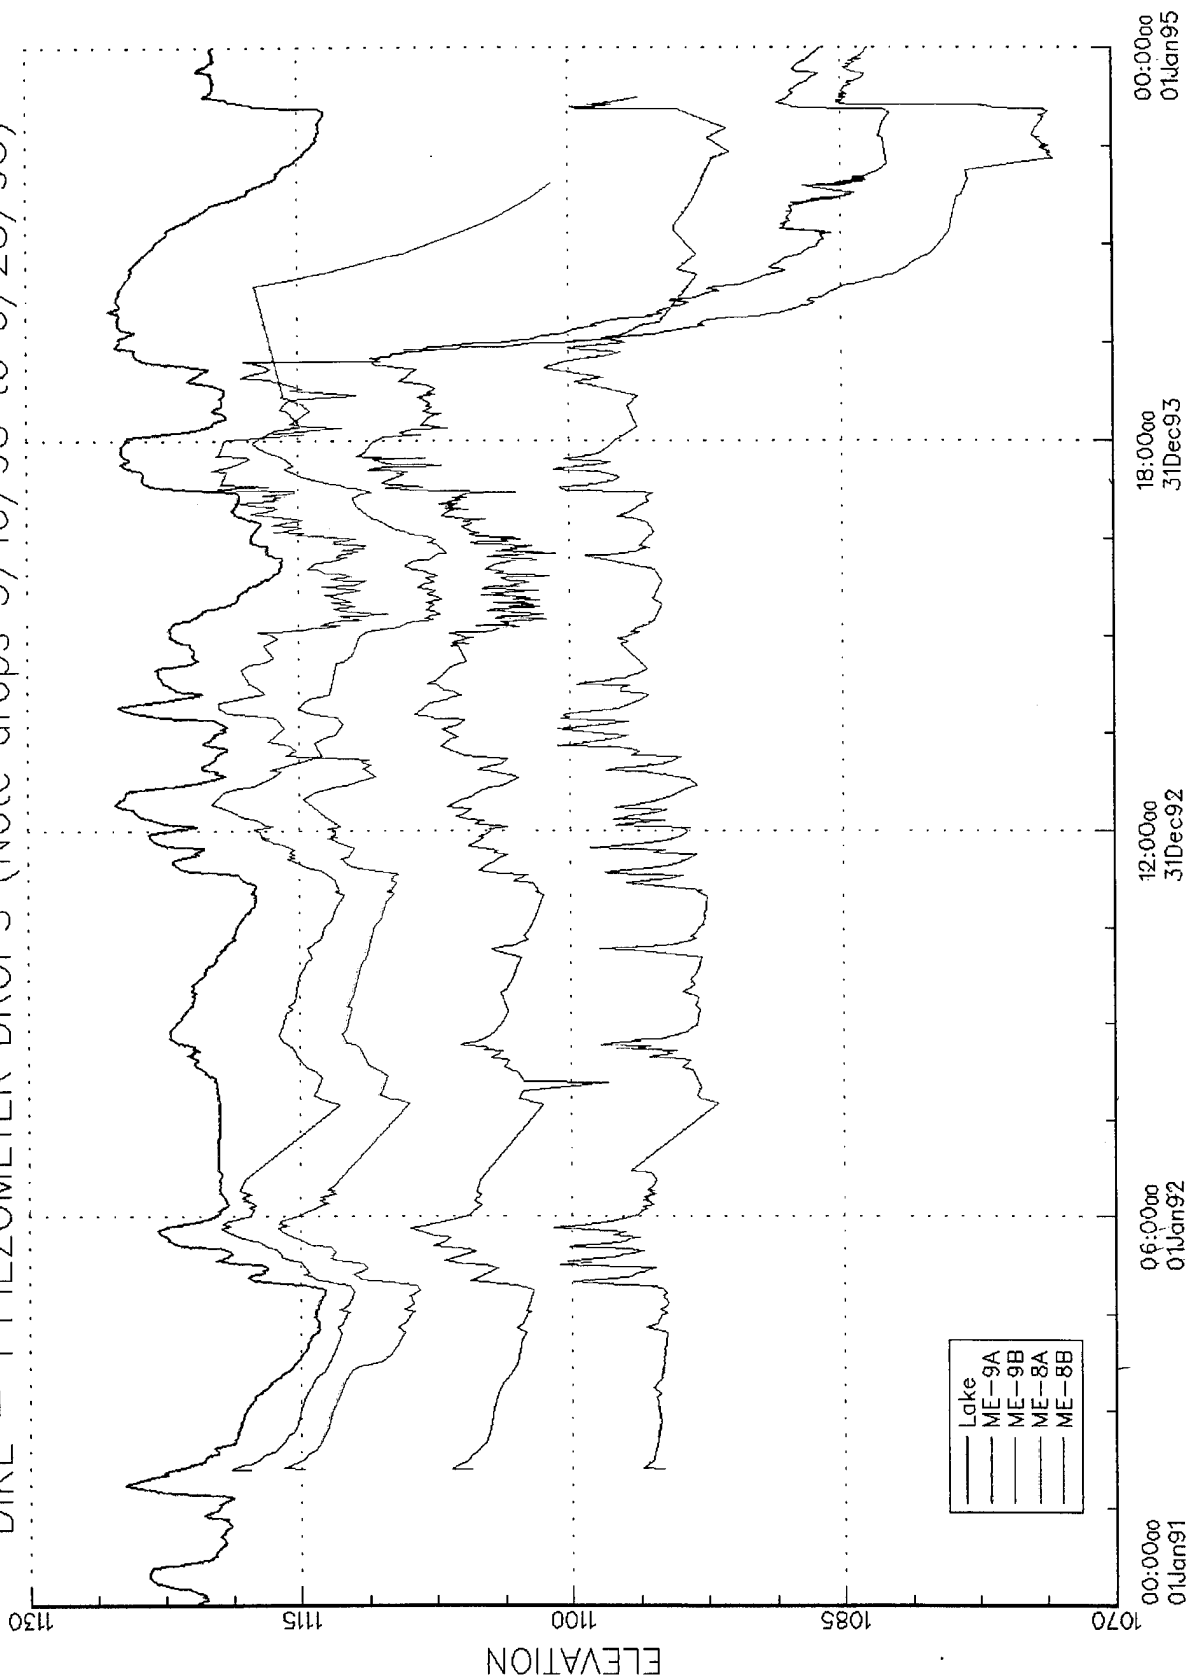 PIEZOMETER DROPS (Note drops
1130
1115
1100
1085
1070
ELEVATION
Lake
ME-9A
ME-9B
ME-8A
ME-8B
00:00:00
01Jan91
06:00:00
01Jan92
12:00:00
31Dec92
18:00:00
31Dec93
00:00:00
01Jan95